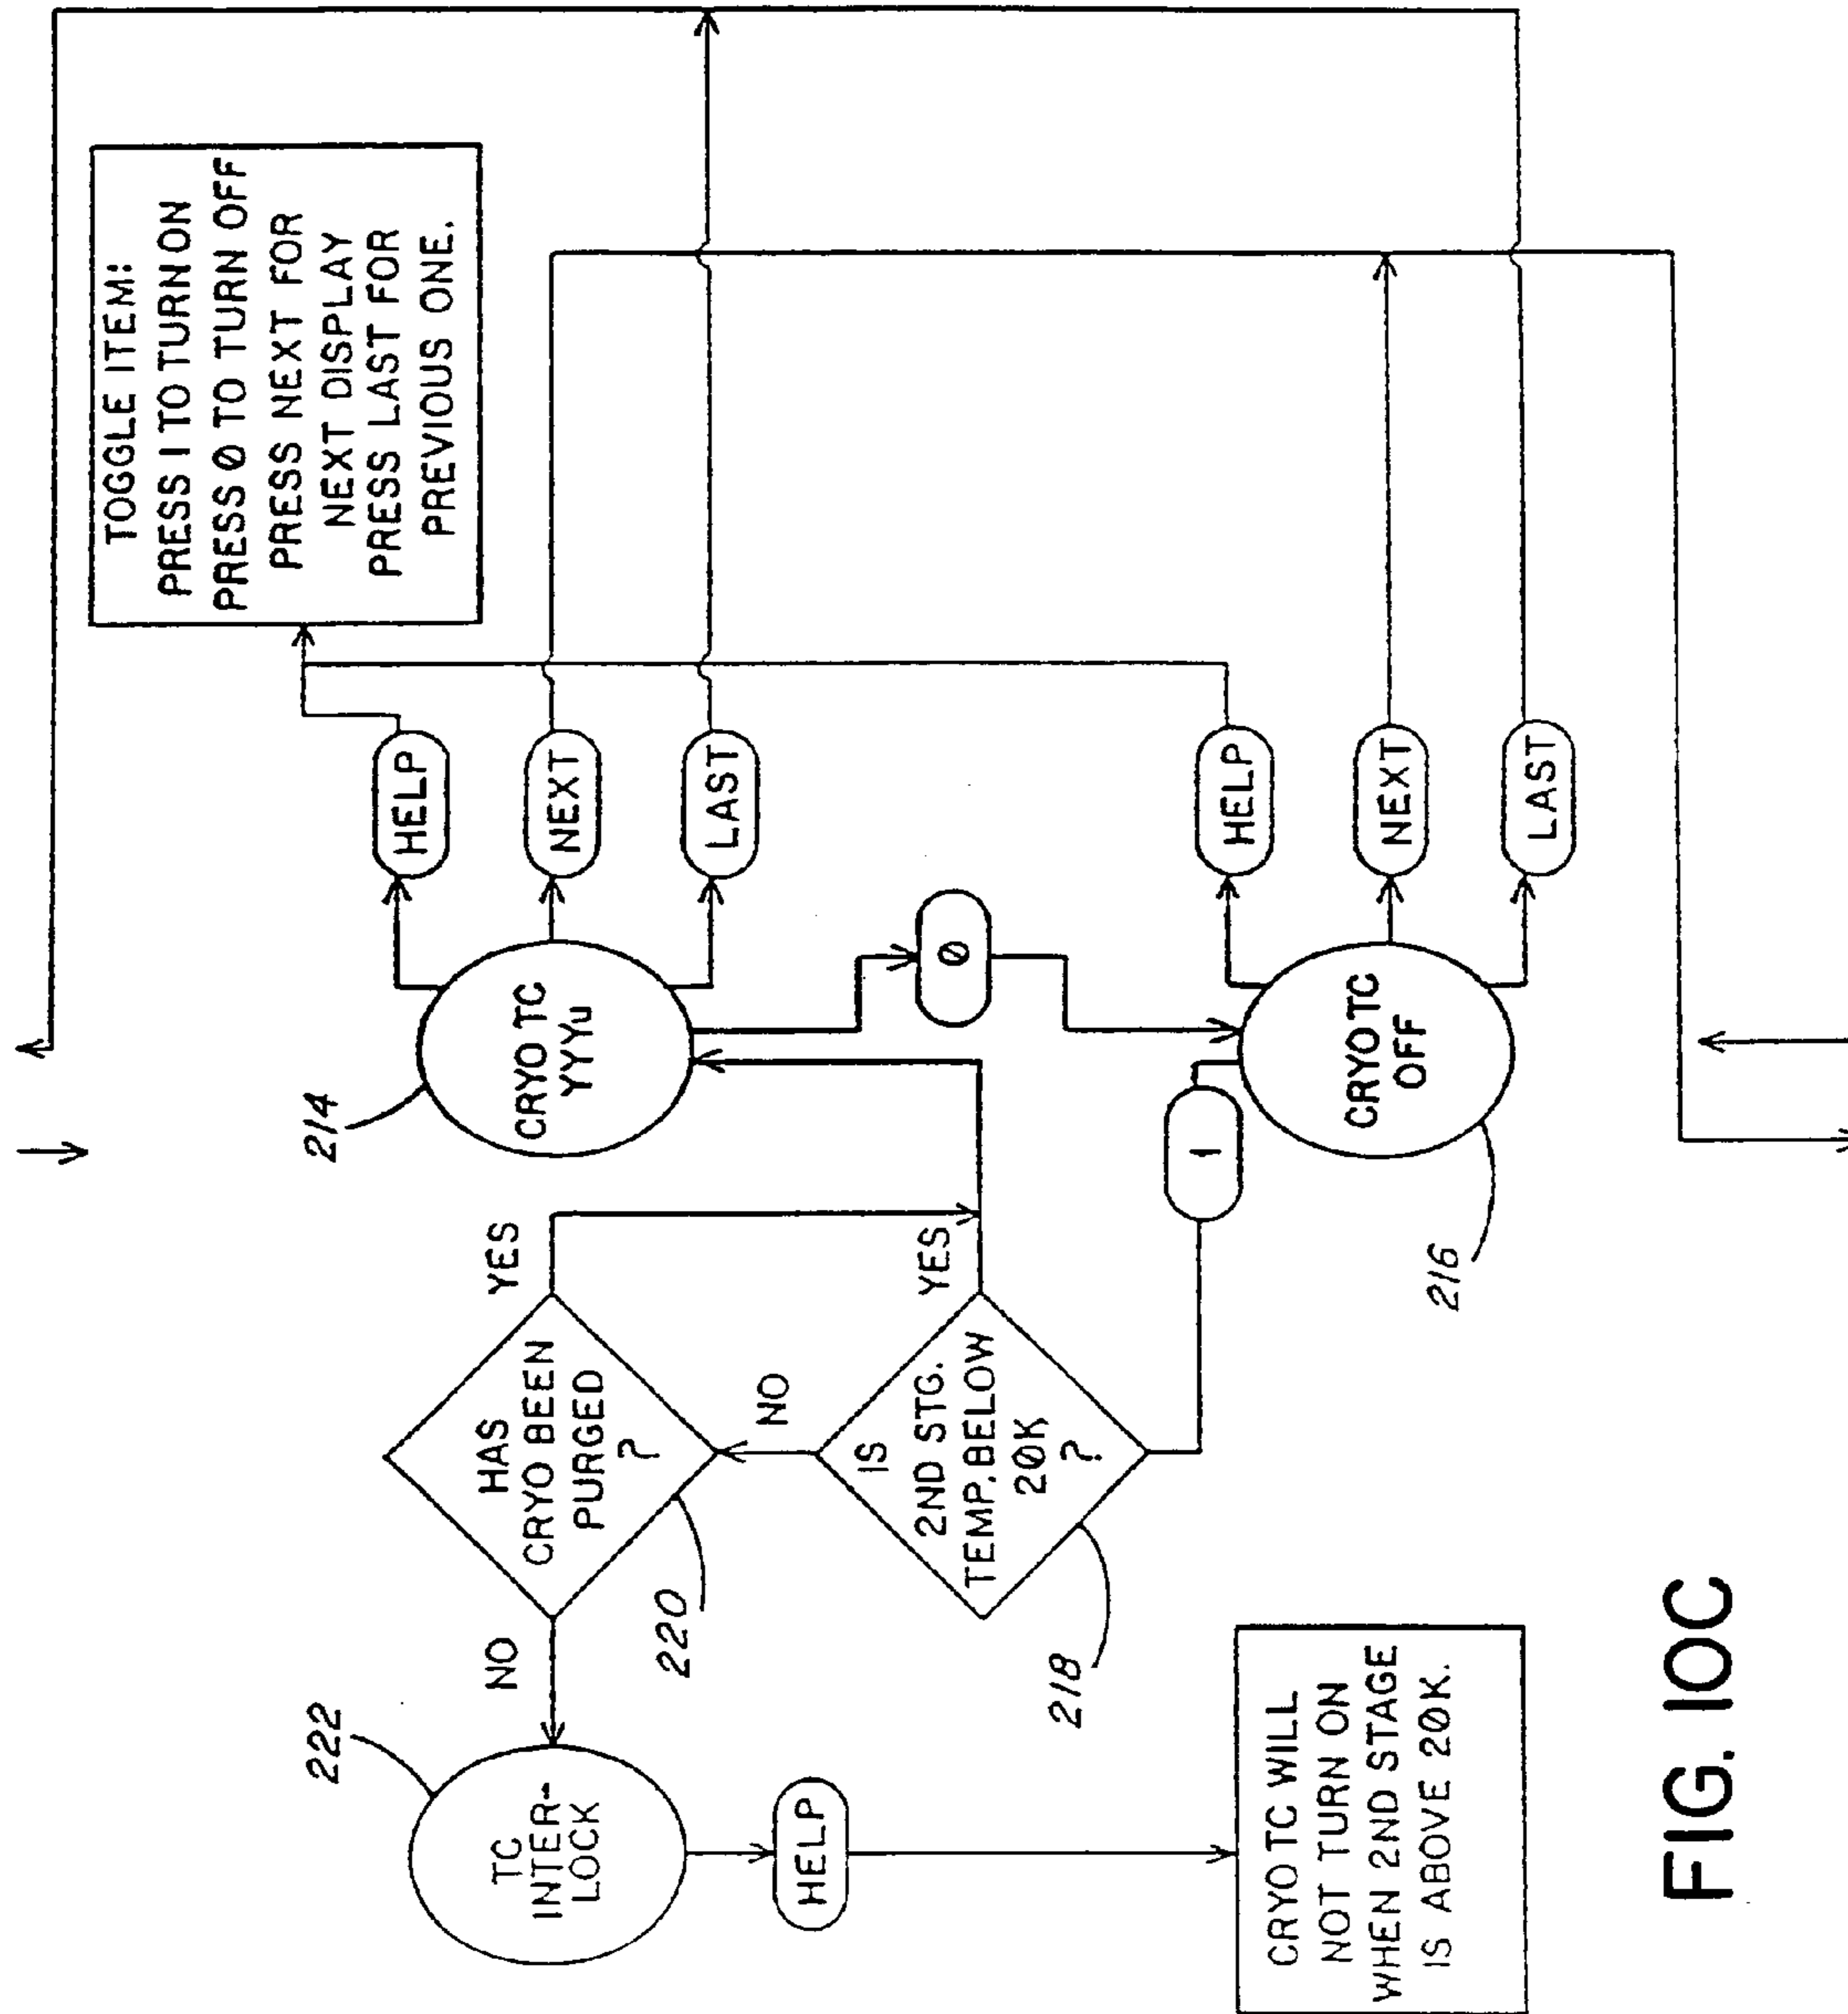 TOGGLE ITEM:
PRESS 1 TO TURN ON
PRESS 0 TO TURN OFF
PRESS NEXT FOR
NEXT DISPLAY
PRESS LAST FOR
PREVIOUS ONE.
HELP
NEXT
LAST
214
CRYO TC
YYYu
0
HELP
NEXT
LAST
CRYO TC
OFF
216
1
YES
HAS
CRYO BEEN
PURGED
?
220
NO
YES
NO
IS
2ND STG.
TEMP. BELOW
20K
?
218
222
TC
INTER-
LOCK
HELP
CRYO TC WILL
NOT TURN ON
WHEN 2ND STAGE
IS ABOVE 20K.
FIG. 10C